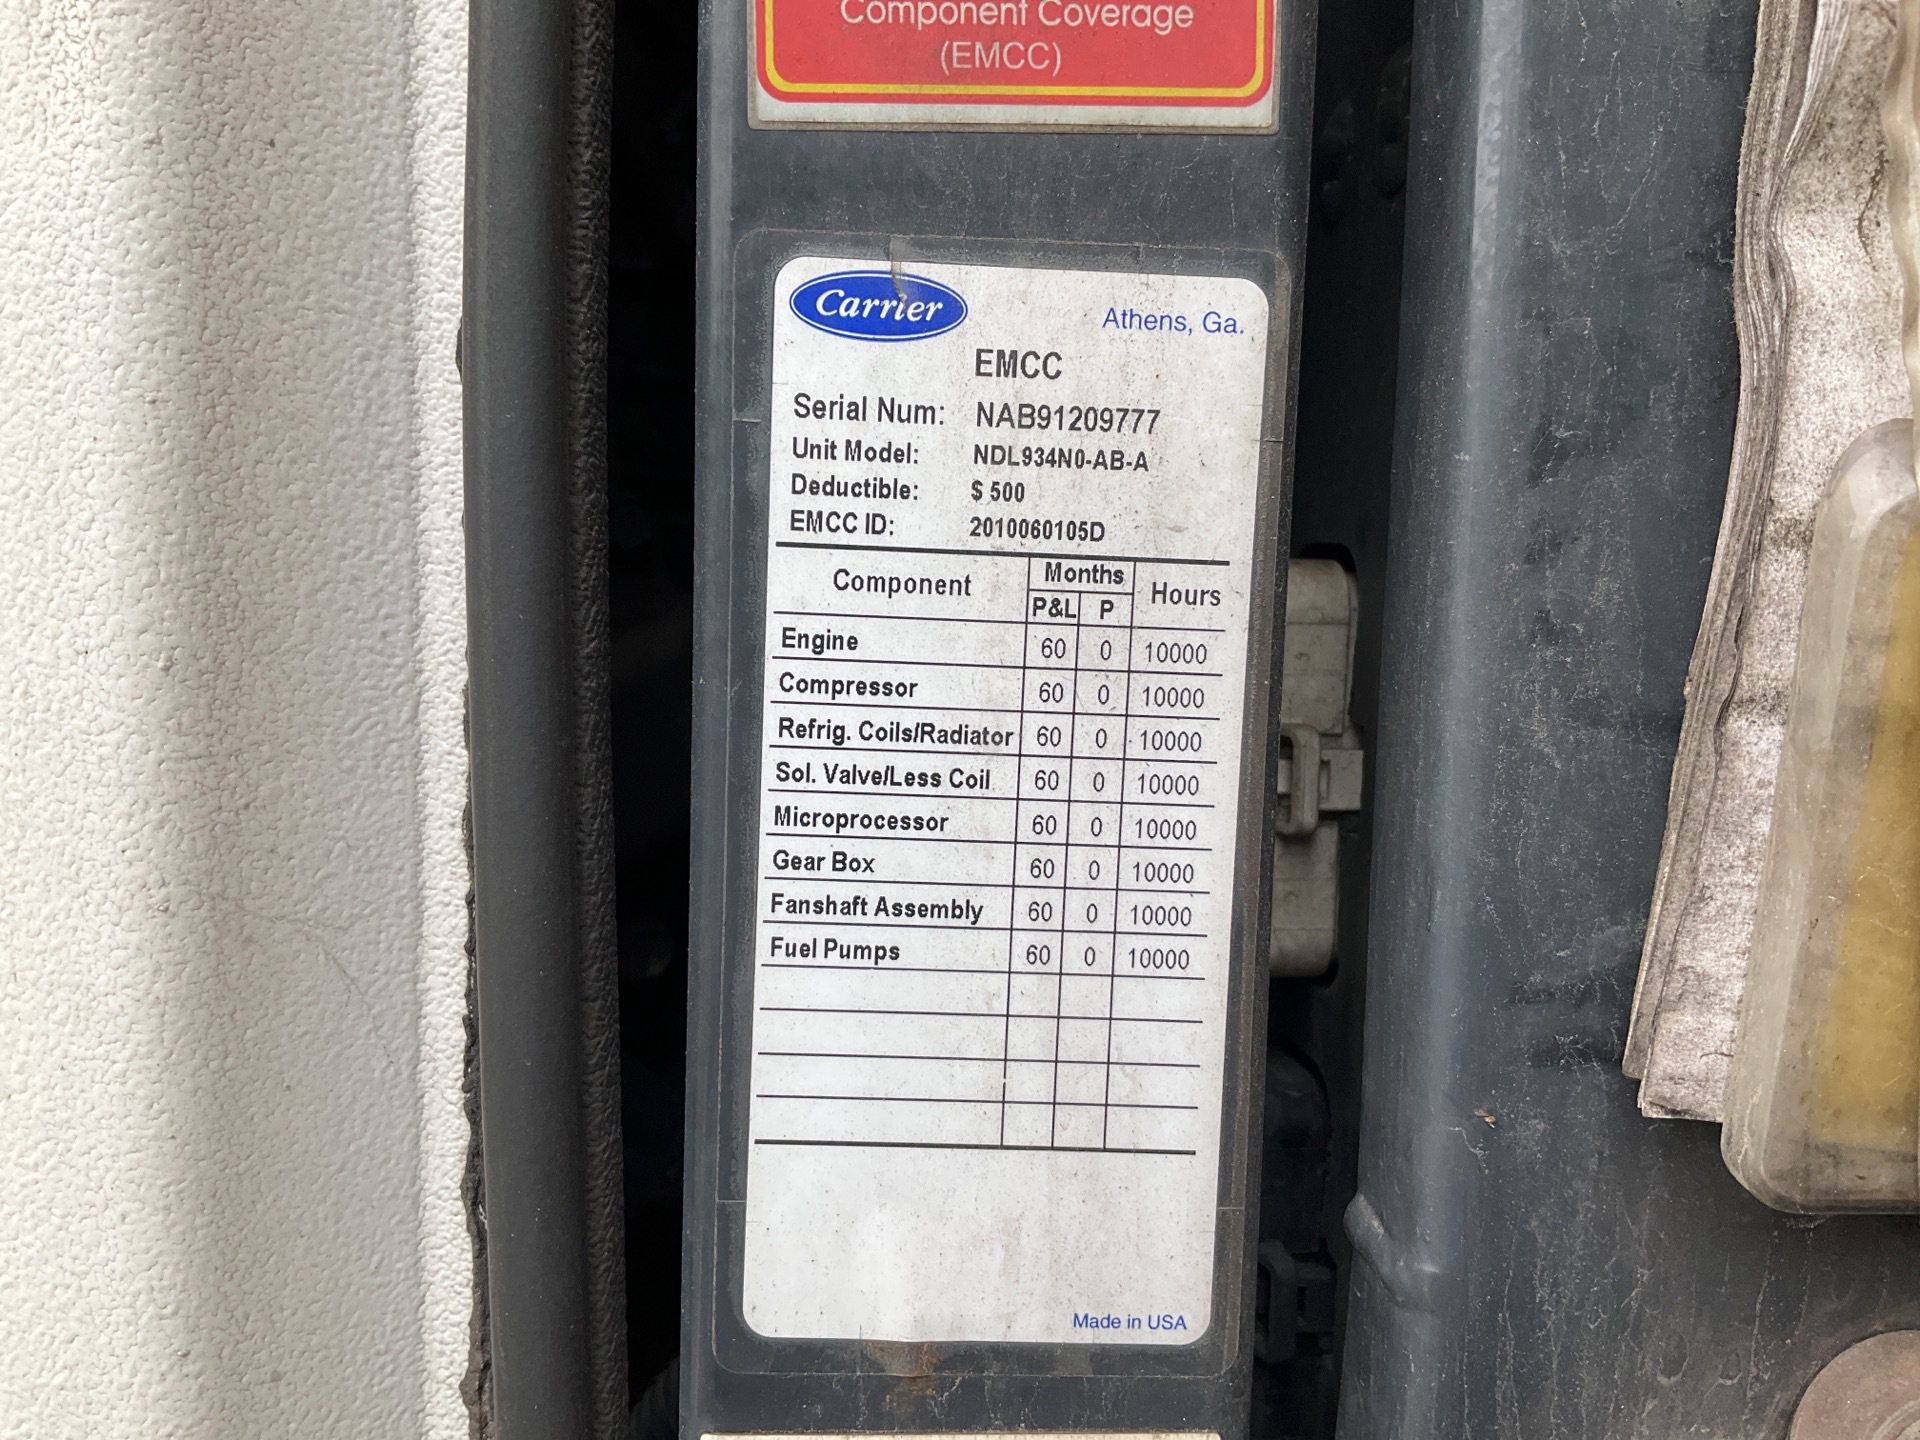 Component Coverage
(EMCC)
Carrier
Athens, Ga.
EMCC
Serial Num: NAB91209777
Unit Model: NDL934N0-AB-A
Deductible: $ 500
EMCC ID: 2010060105D
Component Months Hours
P&L P
Engine 60 0 10000
Compressor 60 0 10000
Refrig. Coils/Radiator 60 0 10000
Sol. Valve/Less Coil 60 0 10000
Microprocessor 60 0 10000
Gear Box 60 0 10000
Fanshaft Assembly 60 0 10000
Fuel Pumps 60 0 10000
Made in USA